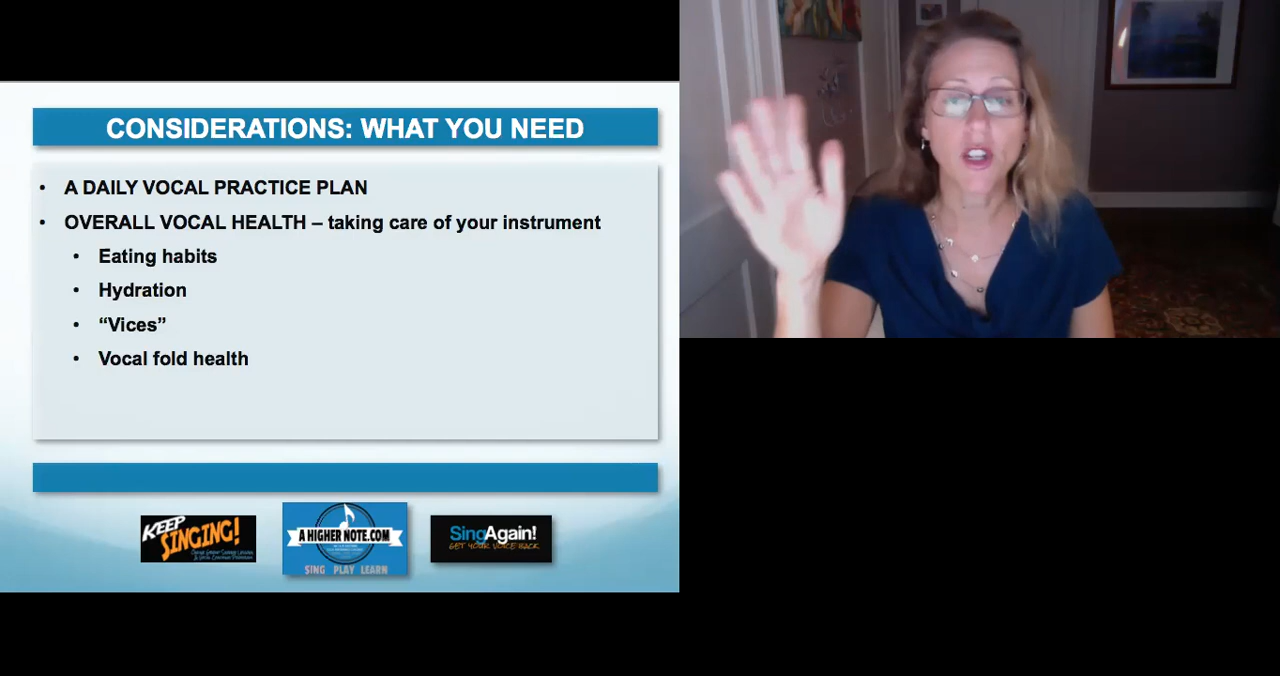 CONSIDERATIONS: WHAT YOU NEED
• A DAILY VOCAL PRACTICE PLAN
• OVERALL VOCAL HEALTH – taking care of your instrument
• Eating habits
• Hydration
• “Vices”
• Vocal fold health
KEEP
SINGING!
A HIGHER NOTE.COM
SING PLAY LEARN
SingAgain!
GET YOUR VOICE BACK